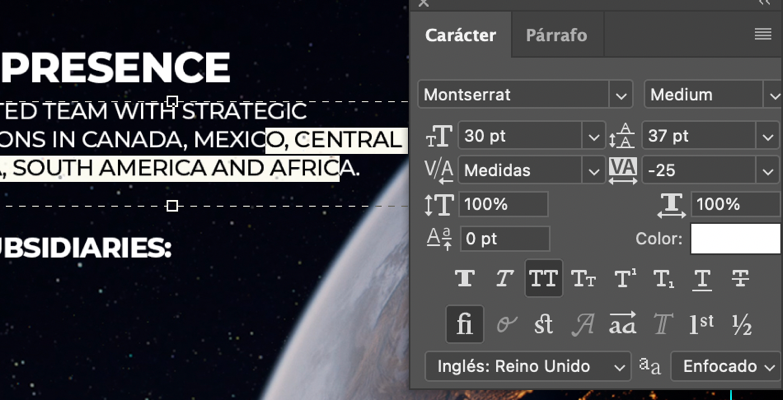 PRESENCE
TED TEAM WITH STRATEGIC
ONS IN CANADA, MEXICO, CENTRAL
, SOUTH AMERICA AND AFRICA.
UBSIDIARIES:
Carácter
Párrafo
Montserrat
Medium
30 pt
37 pt
V/A Medidas
VA -25
100%
100%
0 pt
Color:
T T TT Tt T¹ T₁ T T
fi o st A aa T 1st ½
Inglés: Reino Unido
aa Enfocado